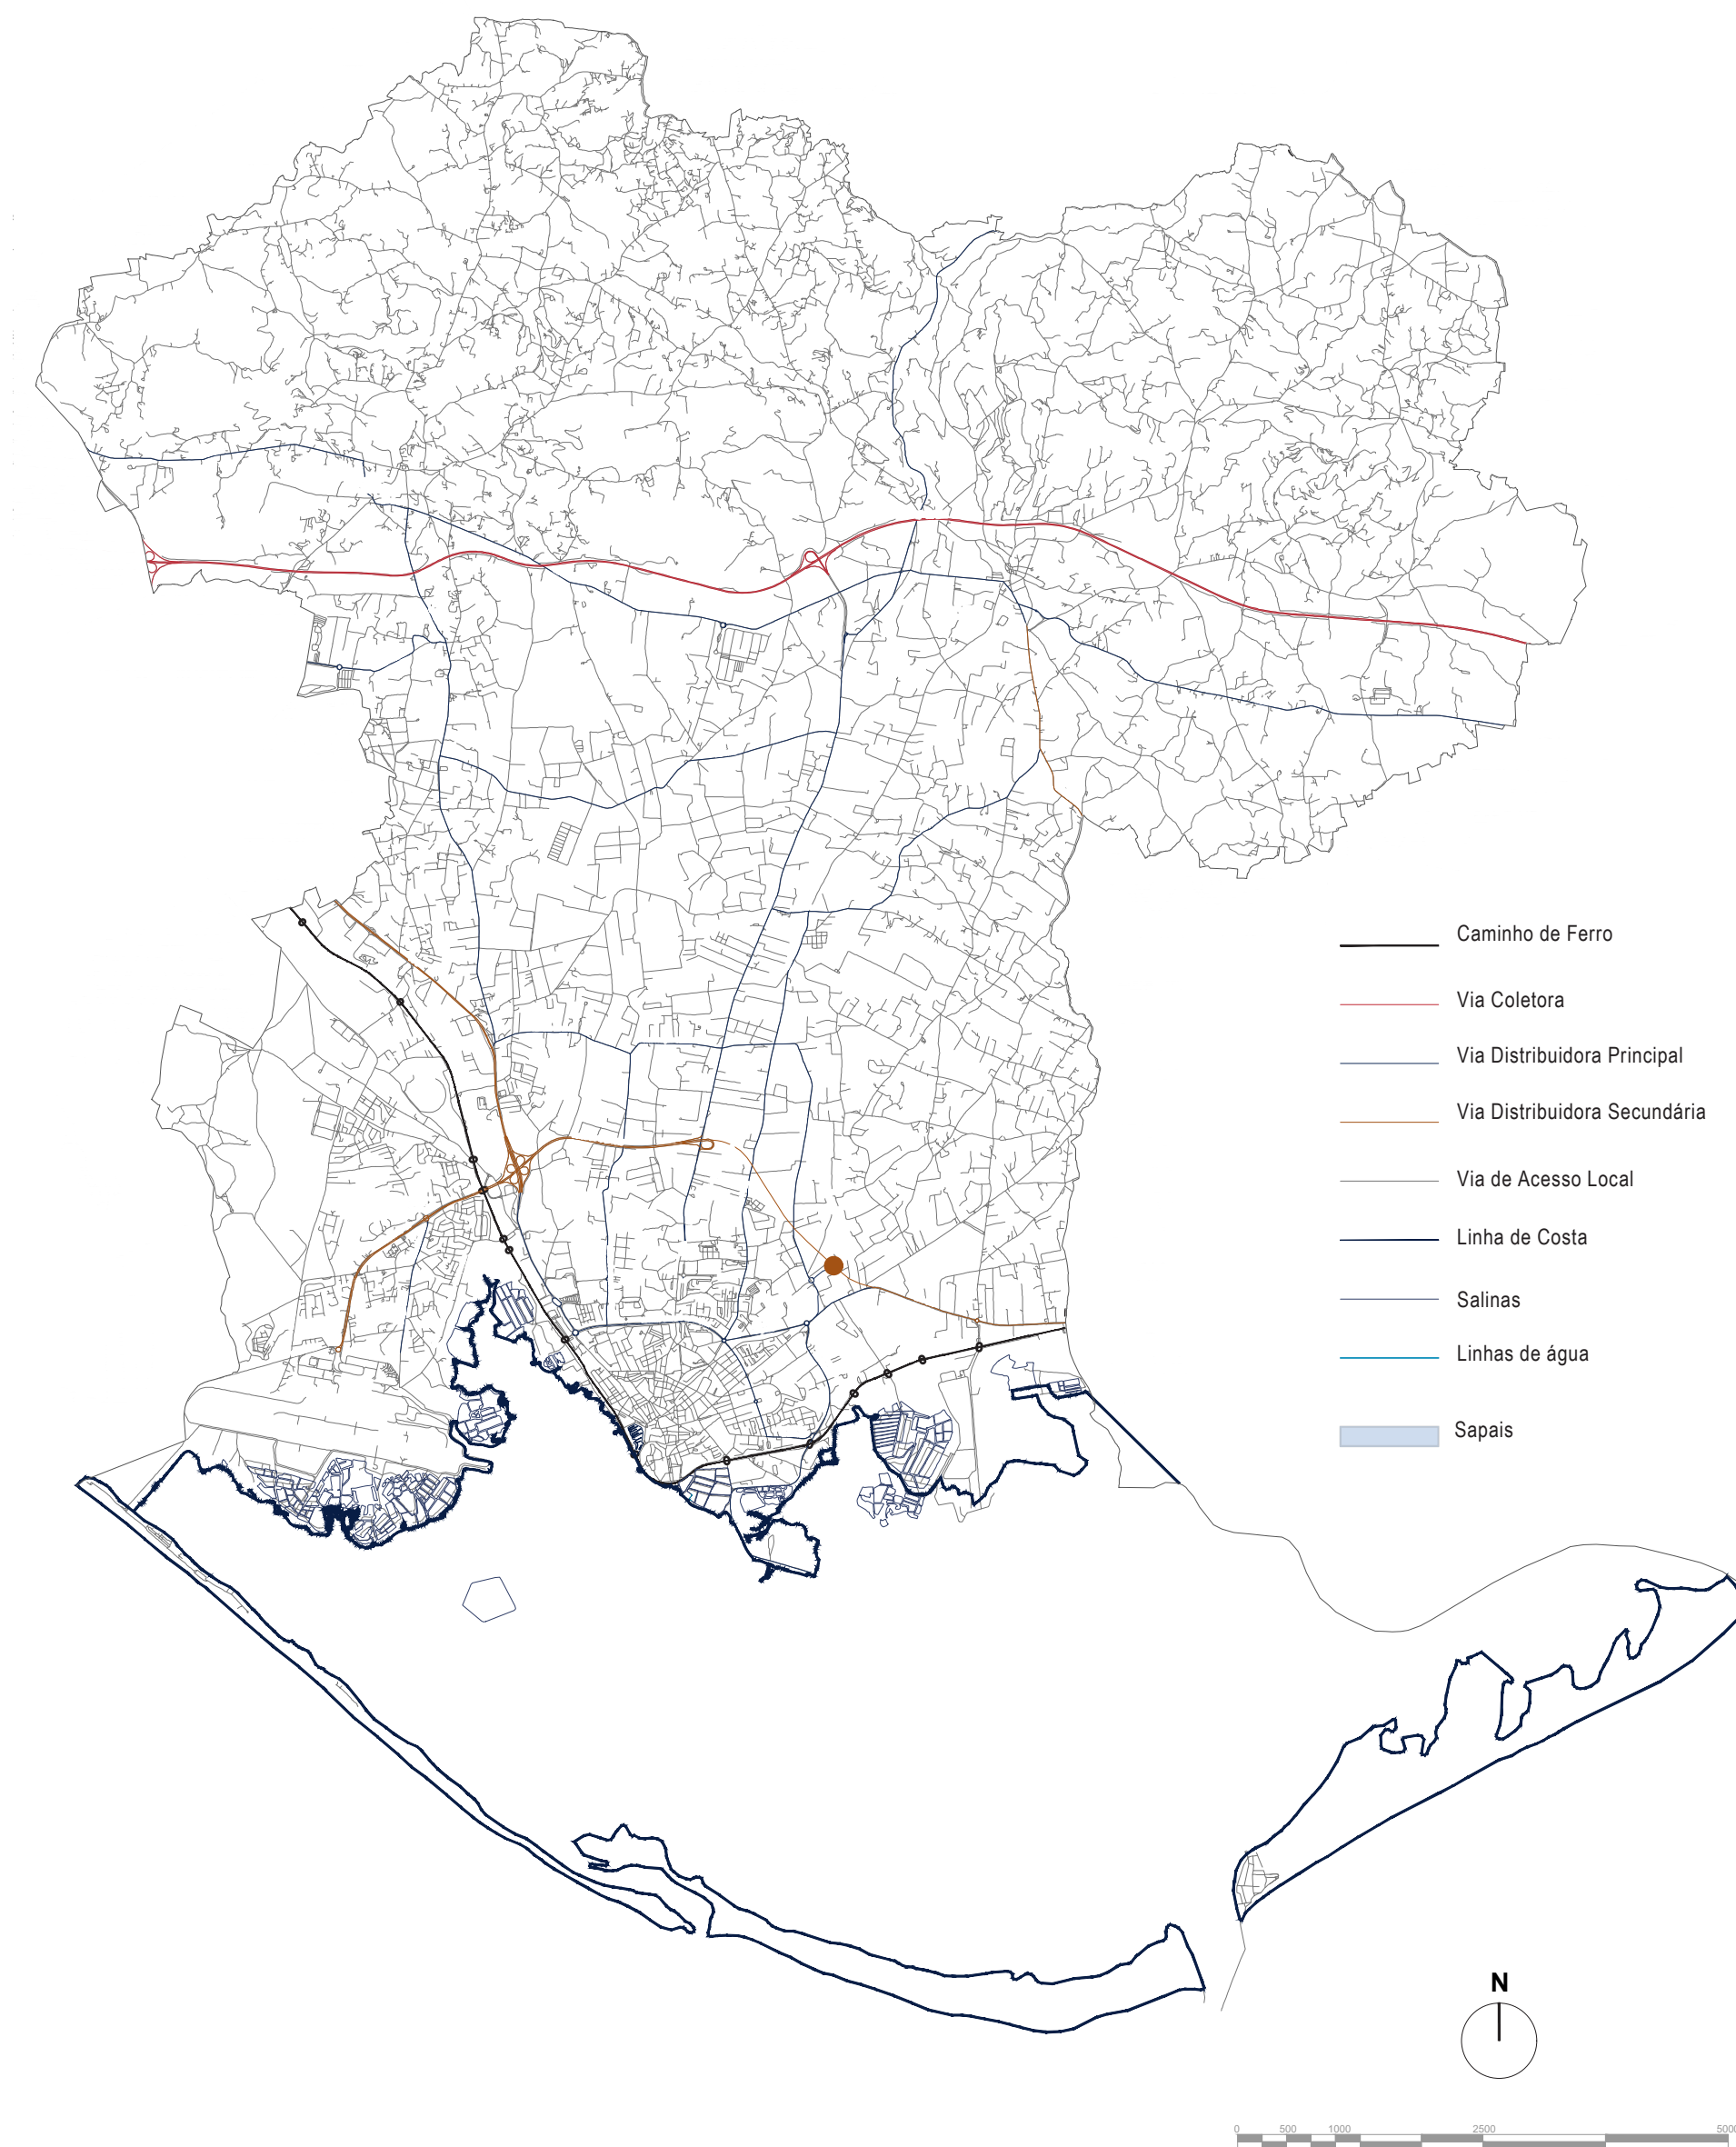 Caminho de Ferro
Via Coletora
Via Distribuidora Principal
Via Distribuidora Secundária
Via de Acesso Local
Linha de Costa
Salinas
Linhas de água
Sapais
N
0 500 1000 2500 5000